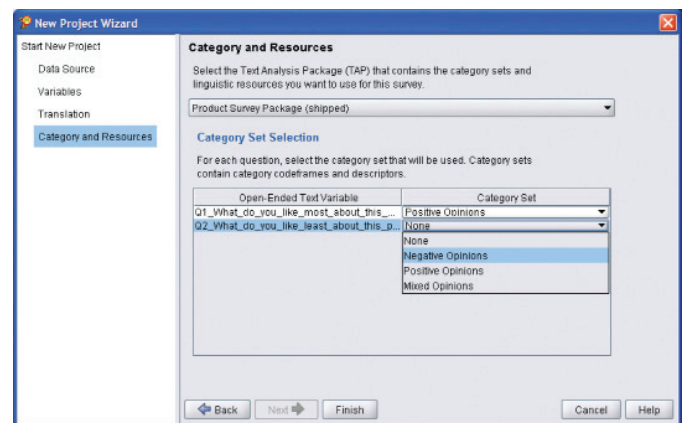 New Project Wizard
Start New Project
Data Source
Variables
Translation
Category and Resources
Category and Resources
Select the Text Analysis Package (TAP) that contains the category sets and
linguistic resources you want to use for this survey.
Product Survey Package (shipped)
Category Set Selection
For each question, select the category set that will be used. Category sets
contain category codeframes and descriptors.
Open-Ended Text Variable Category Set
Q1_What_do_you_like_most_about_this_... Positive Opinions
Q2_What_do_you_like_least_about_this_p... None
None
Negative Opinions
Positive Opinions
Mixed Opinions
Back Next Finish Cancel Help